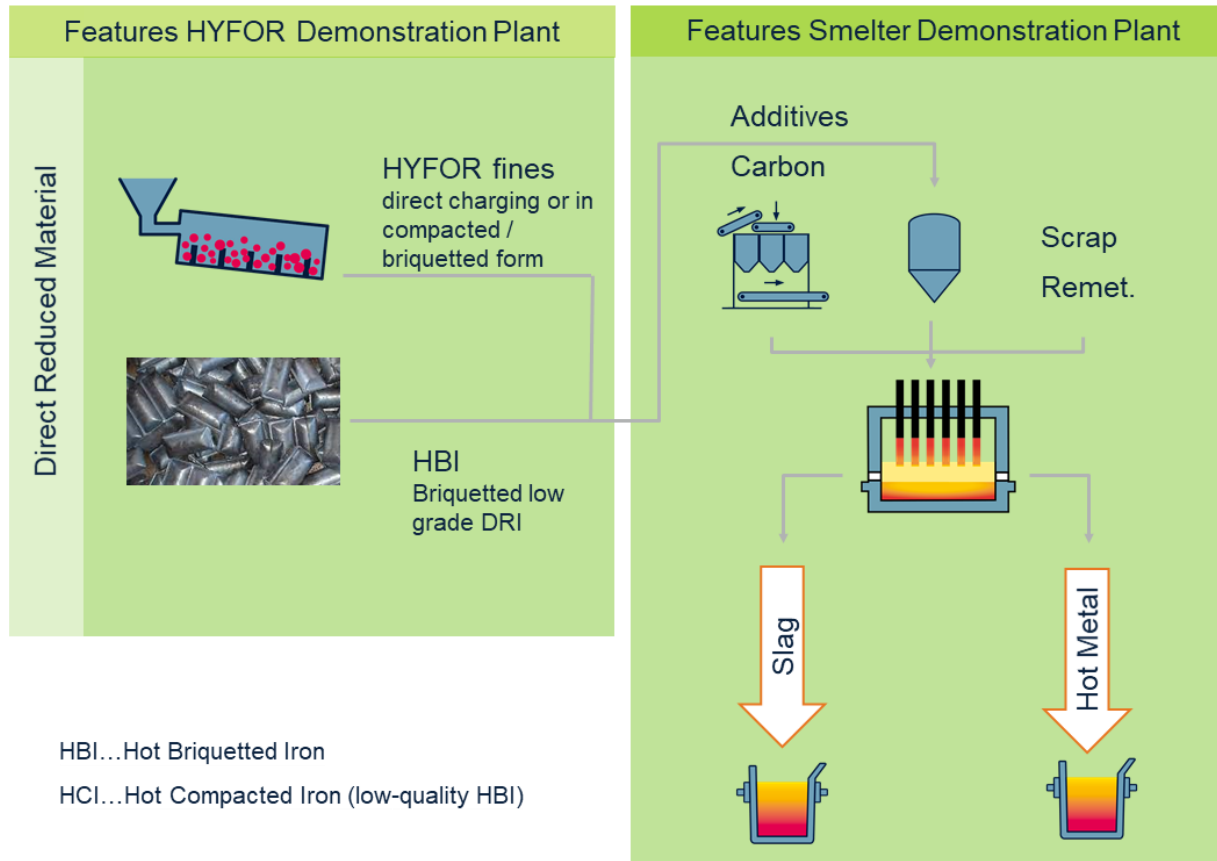 Features HYFOR Demonstration Plant
Features Smelter Demonstration Plant
Direct Reduced Material
HYFOR fines
direct charging or in
compacted /
briquetted form
HBI
Briquetted low
grade DRI
Additives
Carbon
Scrap
Remet.
Slag
Hot Metal
HBI...Hot Briquetted Iron
HCI...Hot Compacted Iron (low-quality HBI)